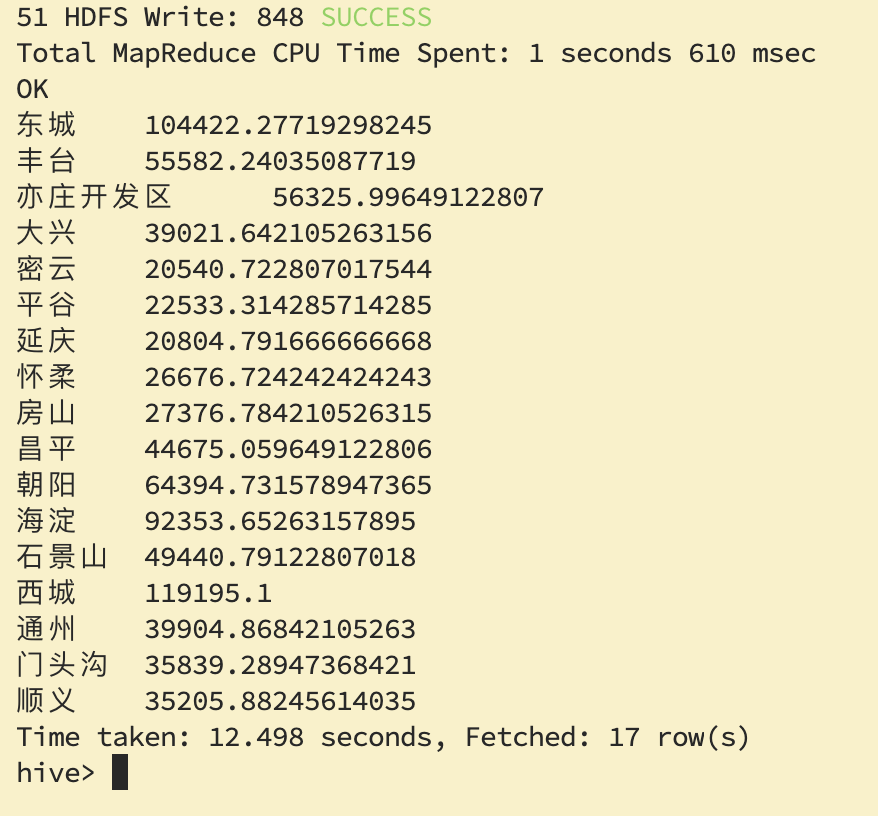 51 HDFS Write: 848 SUCCESS
Total MapReduce CPU Time Spent: 1 seconds 610 msec
OK
东城	104422.27719298245
丰台	55582.24035087719
亦庄开发区	56325.99649122807
大兴	39021.642105263156
密云	20540.722807017544
平谷	22533.314285714285
延庆	20804.791666666668
怀柔	26676.724242424243
房山	27376.784210526315
昌平	44675.059649122806
朝阳	64394.731578947365
海淀	92353.65263157895
石景山	49440.79122807018
西城	119195.1
通州	39904.86842105263
门头沟	35839.28947368421
顺义	35205.88245614035
Time taken: 12.498 seconds, Fetched: 17 row(s)
hive>